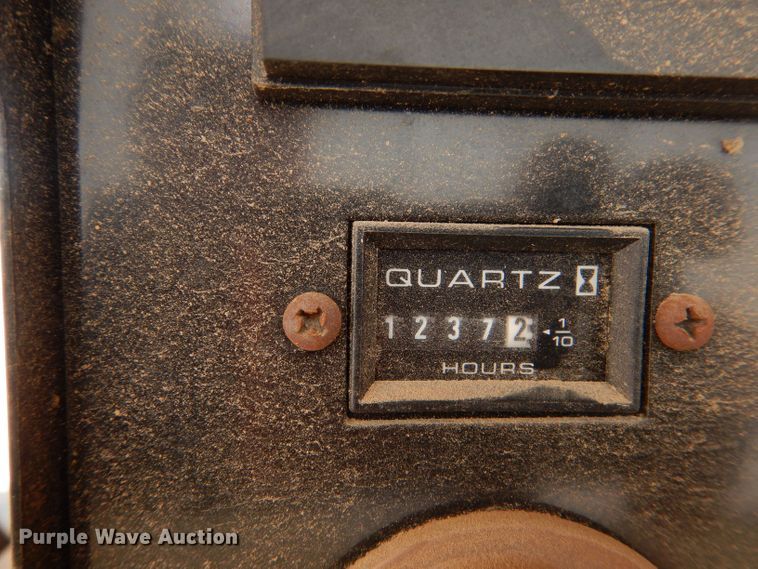 QUARTZ
1 2 3 7 2 ◄ 1/10
HOURS
Purple Wave Auction